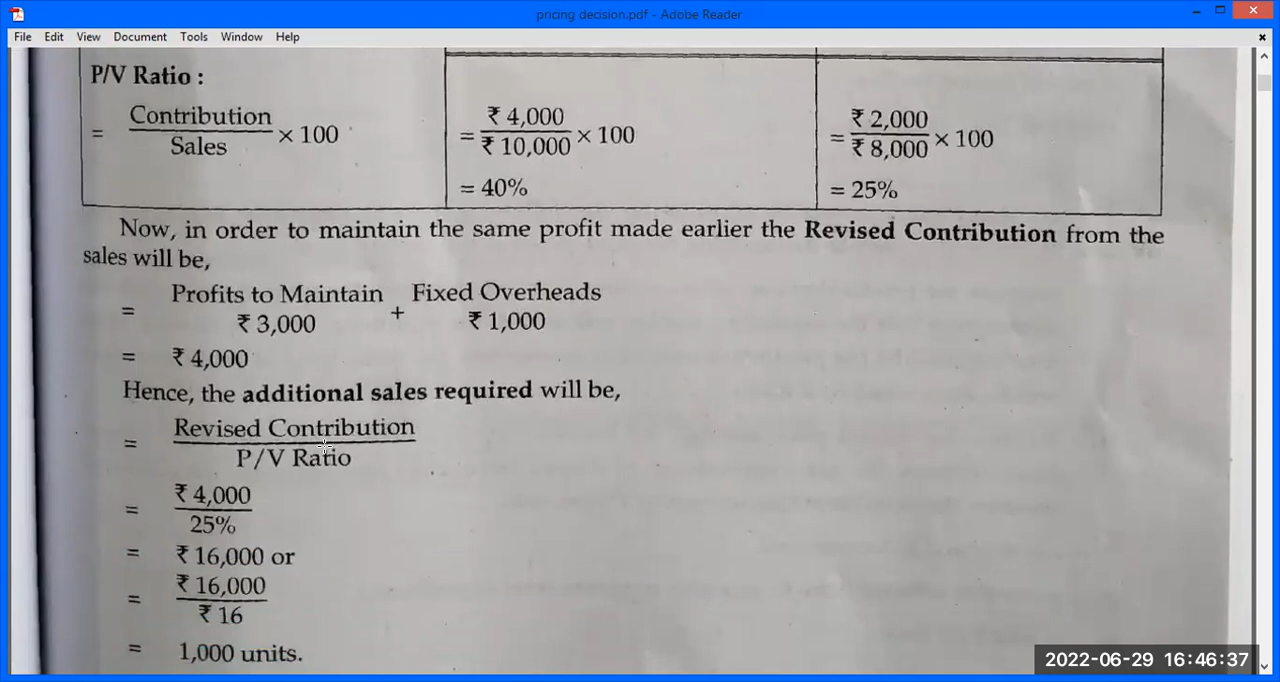 pricing decision.pdf - Adobe Reader
File Edit View Document Tools Window Help
P/V Ratio :
= Contribution / Sales × 100
= ₹ 4,000 / ₹ 10,000 × 100
= 40%
= ₹ 2,000 / ₹ 8,000 × 100
= 25%
Now, in order to maintain the same profit made earlier the Revised Contribution from the
sales will be,
= Profits to Maintain + Fixed Overheads
₹ 3,000 ₹ 1,000
= ₹ 4,000
Hence, the additional sales required will be,
= Revised Contribution
P/V Ratio
= ₹ 4,000
25%
= ₹ 16,000 or
= ₹ 16,000
₹ 16
= 1,000 units.
2022-06-29 16:46:37